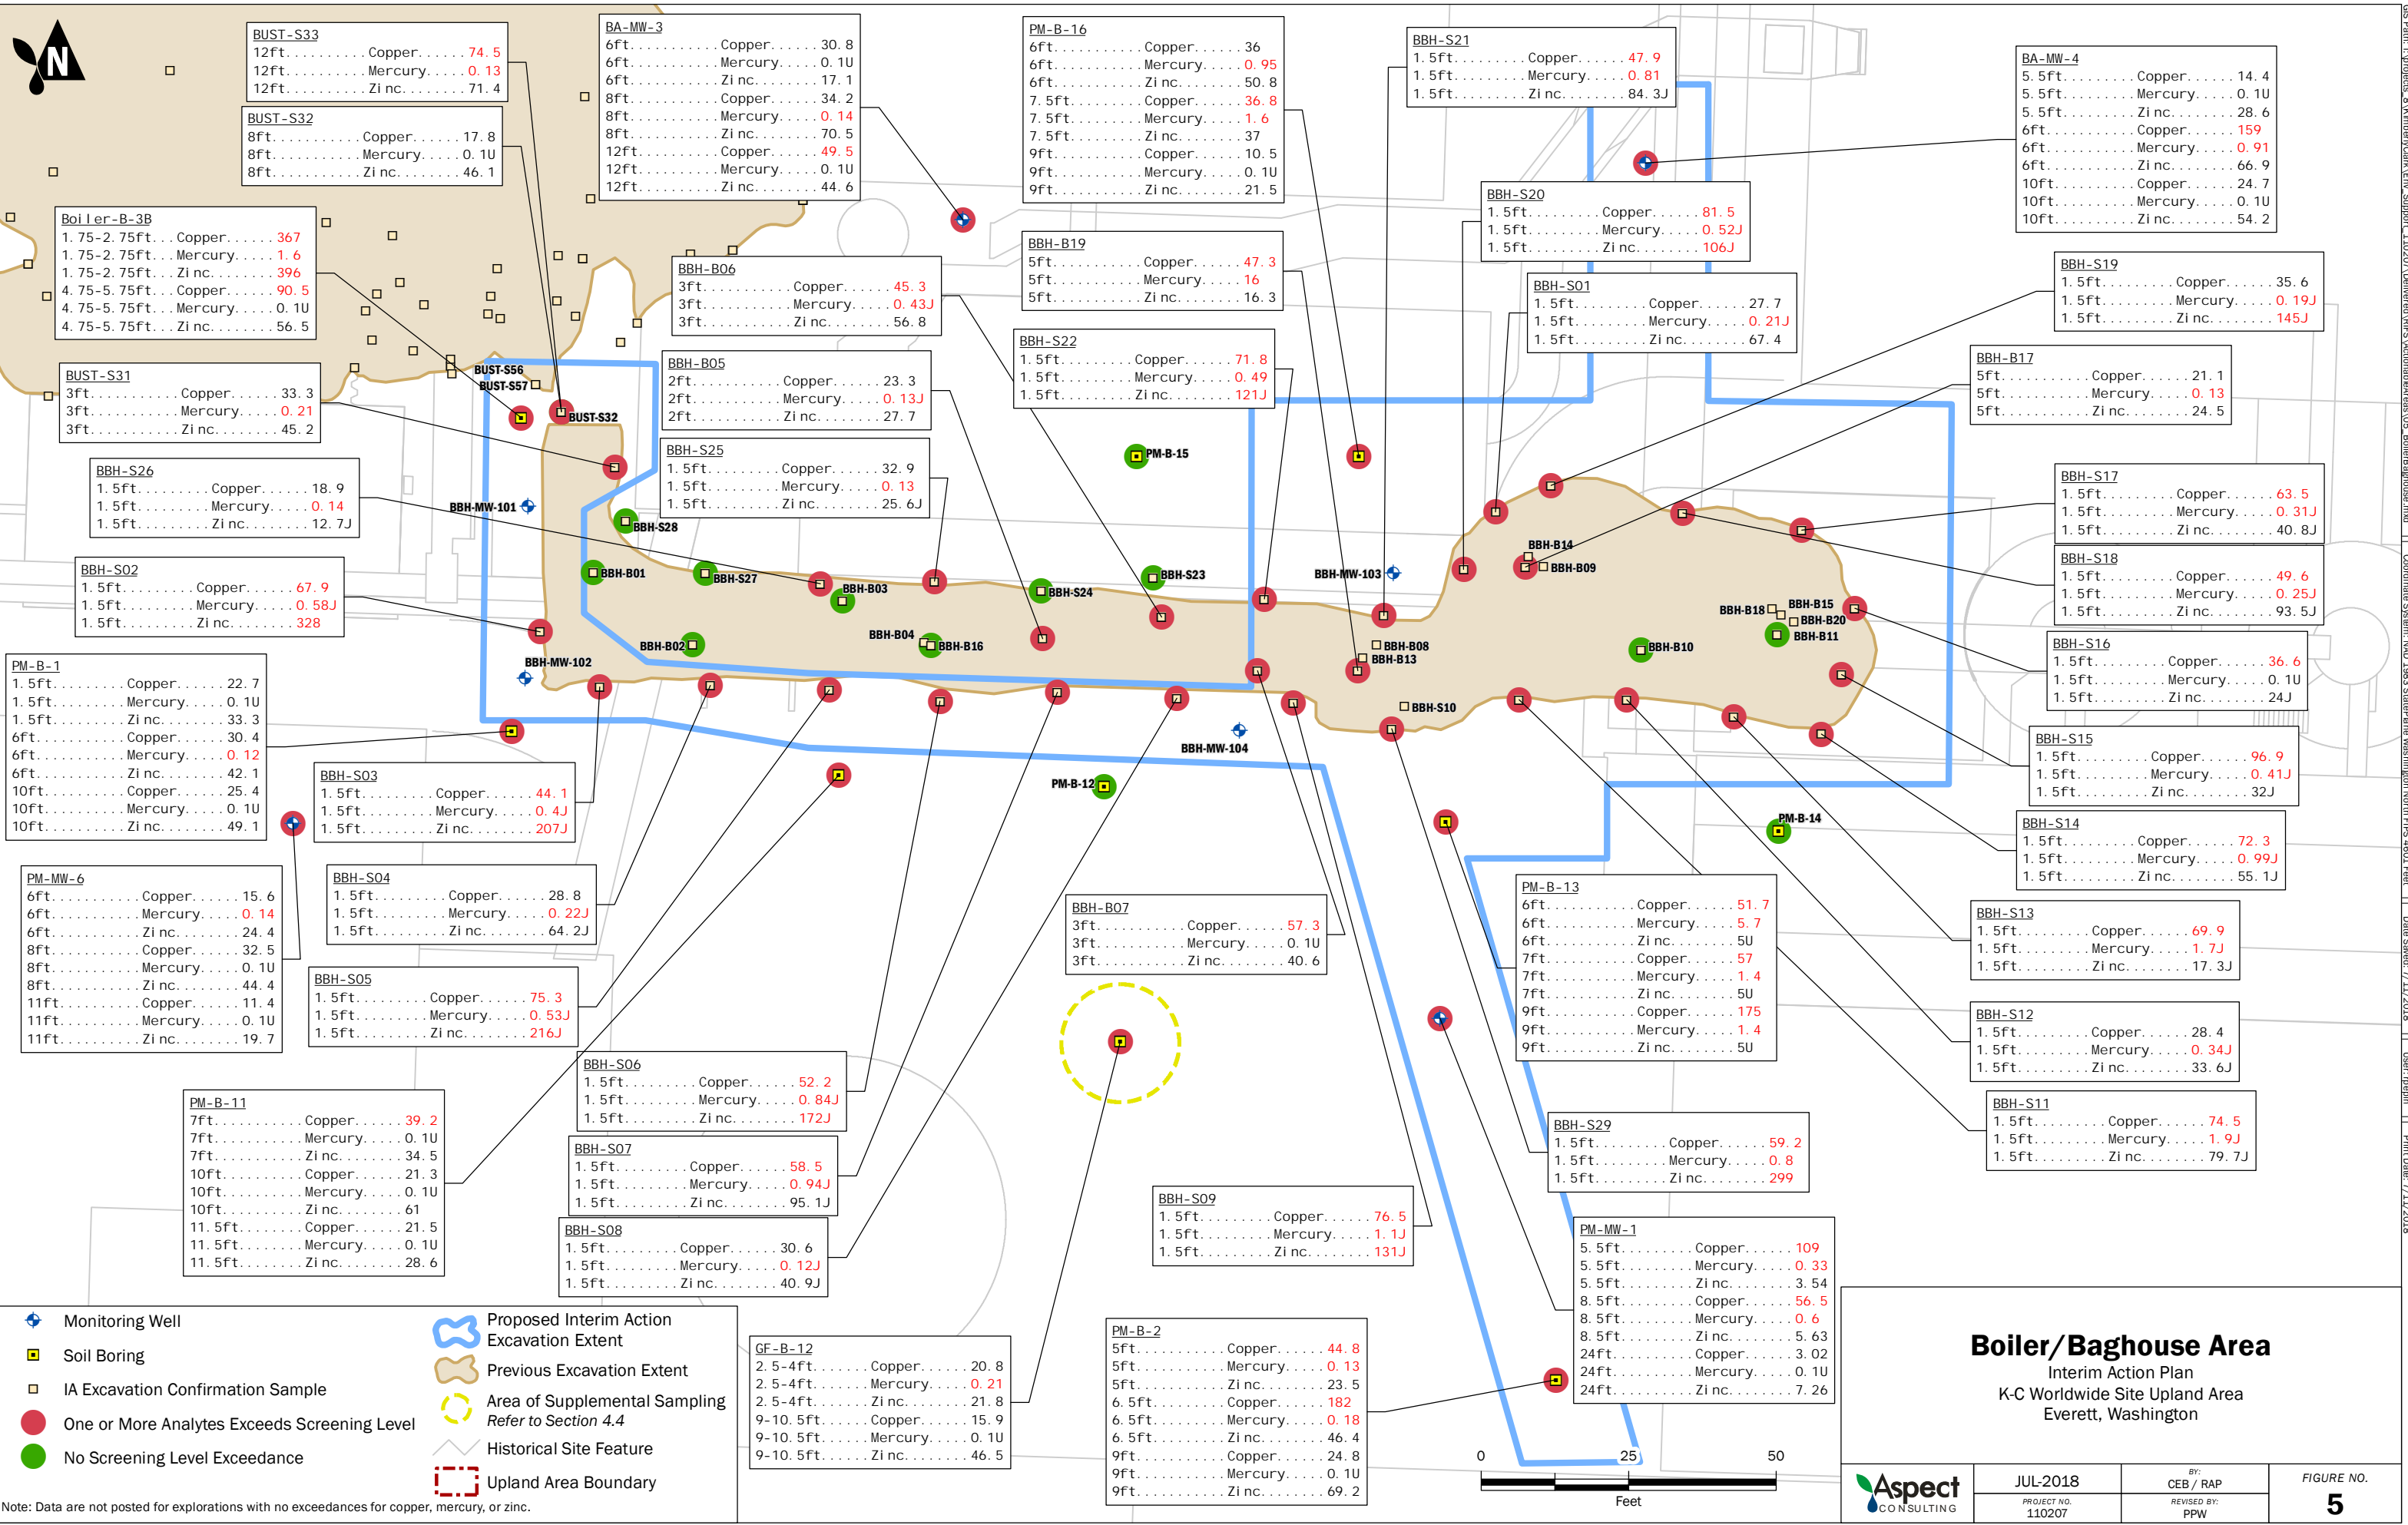 N
BUST-S33
12ft.......... Copper...... 74.5
12ft.......... Mercury..... 0.13
12ft.......... Zinc........ 71.4
BUST-S32
8ft........... Copper...... 17.8
8ft........... Mercury..... 0.1U
8ft........... Zinc........ 46.1
BA-MW-3
6ft........... Copper...... 30.8
6ft........... Mercury..... 0.1U
6ft........... Zinc........ 17.1
8ft........... Copper...... 34.2
8ft........... Mercury..... 0.14
8ft........... Zinc........ 70.5
12ft.......... Copper...... 49.5
12ft.......... Mercury..... 0.1U
12ft.......... Zinc........ 44.6
PM-B-16
6ft........... Copper...... 36
6ft........... Mercury..... 0.95
6ft........... Zinc........ 50.8
7.5ft......... Copper...... 36.8
7.5ft......... Mercury..... 1.6
7.5ft......... Zinc........ 37
9ft........... Copper...... 10.5
9ft........... Mercury..... 0.1U
9ft........... Zinc........ 21.5
BBH-S21
1.5ft......... Copper...... 47.9
1.5ft......... Mercury..... 0.81
1.5ft......... Zinc........ 84.3J
BA-MW-4
5.5ft......... Copper...... 14.4
5.5ft......... Mercury..... 0.1U
5.5ft......... Zinc........ 28.6
6ft........... Copper...... 159
6ft........... Mercury..... 0.91
6ft........... Zinc........ 66.9
10ft.......... Copper...... 24.7
10ft.......... Mercury..... 0.1U
10ft.......... Zinc........ 54.2
BBH-S20
1.5ft......... Copper...... 81.5
1.5ft......... Mercury..... 0.52J
1.5ft......... Zinc........ 106J
Boiler-B-3B
1.75-2.75ft... Copper...... 367
1.75-2.75ft... Mercury..... 1.6
1.75-2.75ft... Zinc........ 396
4.75-5.75ft... Copper...... 90.5
4.75-5.75ft... Mercury..... 0.1U
4.75-5.75ft... Zinc........ 56.5
BBH-B06
3ft........... Copper...... 45.3
3ft........... Mercury..... 0.43J
3ft........... Zinc........ 56.8
BBH-B19
5ft........... Copper...... 47.3
5ft........... Mercury..... 16
5ft........... Zinc........ 16.3
BBH-S01
1.5ft......... Copper...... 27.7
1.5ft......... Mercury..... 0.21J
1.5ft......... Zinc........ 67.4
BBH-S19
1.5ft......... Copper...... 35.6
1.5ft......... Mercury..... 0.19J
1.5ft......... Zinc........ 145J
BUST-S31
3ft........... Copper...... 33.3
3ft........... Mercury..... 0.21
3ft........... Zinc........ 45.2
BUST-S56
BUST-S57
BUST-S32
BBH-B05
2ft........... Copper...... 23.3
2ft........... Mercury..... 0.13J
2ft........... Zinc........ 27.7
BBH-S22
1.5ft......... Copper...... 71.8
1.5ft......... Mercury..... 0.49
1.5ft......... Zinc........ 121J
BBH-B17
5ft........... Copper...... 21.1
5ft........... Mercury..... 0.13
5ft........... Zinc........ 24.5
BBH-S26
1.5ft......... Copper...... 18.9
1.5ft......... Mercury..... 0.14
1.5ft......... Zinc........ 12.7J
BBH-S25
1.5ft......... Copper...... 32.9
1.5ft......... Mercury..... 0.13
1.5ft......... Zinc........ 25.6J
PM-B-15
BBH-S17
1.5ft......... Copper...... 63.5
1.5ft......... Mercury..... 0.31J
1.5ft......... Zinc........ 40.8J
BBH-MW-101
BBH-S28
BBH-S02
1.5ft......... Copper...... 67.9
1.5ft......... Mercury..... 0.58J
1.5ft......... Zinc........ 328
BBH-S18
1.5ft......... Copper...... 49.6
1.5ft......... Mercury..... 0.25J
1.5ft......... Zinc........ 93.5J
BBH-B01
BBH-S27
BBH-B03
BBH-S24
BBH-S23
BBH-MW-103
BBH-B14
BBH-B09
BBH-B18
BBH-B15
BBH-B20
BBH-B11
BBH-B02
BBH-B04
BBH-B16
BBH-B08
BBH-B13
BBH-B10
BBH-S16
1.5ft......... Copper...... 36.6
1.5ft......... Mercury..... 0.1U
1.5ft......... Zinc........ 24J
BBH-MW-102
PM-B-1
1.5ft......... Copper...... 22.7
1.5ft......... Mercury..... 0.1U
1.5ft......... Zinc........ 33.3
6ft........... Copper...... 30.4
6ft........... Mercury..... 0.12
6ft........... Zinc........ 42.1
10ft.......... Copper...... 25.4
10ft.......... Mercury..... 0.1U
10ft.......... Zinc........ 49.1
BBH-S10
BBH-MW-104
BBH-S15
1.5ft......... Copper...... 96.9
1.5ft......... Mercury..... 0.41J
1.5ft......... Zinc........ 32J
BBH-S03
1.5ft......... Copper...... 44.1
1.5ft......... Mercury..... 0.4J
1.5ft......... Zinc........ 207J
PM-B-12
PM-B-14
BBH-S14
1.5ft......... Copper...... 72.3
1.5ft......... Mercury..... 0.99J
1.5ft......... Zinc........ 55.1J
PM-MW-6
6ft........... Copper...... 15.6
6ft........... Mercury..... 0.14
6ft........... Zinc........ 24.4
8ft........... Copper...... 32.5
8ft........... Mercury..... 0.1U
8ft........... Zinc........ 44.4
11ft.......... Copper...... 11.4
11ft.......... Mercury..... 0.1U
11ft.......... Zinc........ 19.7
BBH-S04
1.5ft......... Copper...... 28.8
1.5ft......... Mercury..... 0.22J
1.5ft......... Zinc........ 64.2J
BBH-B07
3ft........... Copper...... 57.3
3ft........... Mercury..... 0.1U
3ft........... Zinc........ 40.6
PM-B-13
6ft........... Copper...... 51.7
6ft........... Mercury..... 5.7
6ft........... Zinc........ 5U
7ft........... Copper...... 57
7ft........... Mercury..... 1.4
7ft........... Zinc........ 5U
9ft........... Copper...... 175
9ft........... Mercury..... 1.4
9ft........... Zinc........ 5U
BBH-S13
1.5ft......... Copper...... 69.9
1.5ft......... Mercury..... 1.7J
1.5ft......... Zinc........ 17.3J
BBH-S05
1.5ft......... Copper...... 75.3
1.5ft......... Mercury..... 0.53J
1.5ft......... Zinc........ 216J
BBH-S12
1.5ft......... Copper...... 28.4
1.5ft......... Mercury..... 0.34J
1.5ft......... Zinc........ 33.6J
BBH-S06
1.5ft......... Copper...... 52.2
1.5ft......... Mercury..... 0.84J
1.5ft......... Zinc........ 172J
PM-B-11
7ft........... Copper...... 39.2
7ft........... Mercury..... 0.1U
7ft........... Zinc........ 34.5
10ft.......... Copper...... 21.3
10ft.......... Mercury..... 0.1U
10ft.......... Zinc........ 61
11.5ft........ Copper...... 21.5
11.5ft........ Mercury..... 0.1U
11.5ft........ Zinc........ 28.6
BBH-S11
1.5ft......... Copper...... 74.5
1.5ft......... Mercury..... 1.9J
1.5ft......... Zinc........ 79.7J
BBH-S07
1.5ft......... Copper...... 58.5
1.5ft......... Mercury..... 0.94J
1.5ft......... Zinc........ 95.1J
BBH-S29
1.5ft......... Copper...... 59.2
1.5ft......... Mercury..... 0.8
1.5ft......... Zinc........ 299
BBH-S09
1.5ft......... Copper...... 76.5
1.5ft......... Mercury..... 1.1J
1.5ft......... Zinc........ 131J
BBH-S08
1.5ft......... Copper...... 30.6
1.5ft......... Mercury..... 0.12J
1.5ft......... Zinc........ 40.9J
PM-MW-1
5.5ft......... Copper...... 109
5.5ft......... Mercury..... 0.33
5.5ft......... Zinc........ 3.54
8.5ft......... Copper...... 56.5
8.5ft......... Mercury..... 0.6
8.5ft......... Zinc........ 5.63
24ft.......... Copper...... 3.02
24ft.......... Mercury..... 0.1U
24ft.......... Zinc........ 7.26
GF-B-12
2.5-4ft....... Copper...... 20.8
2.5-4ft....... Mercury..... 0.21
2.5-4ft....... Zinc........ 21.8
9-10.5ft...... Copper...... 15.9
9-10.5ft...... Mercury..... 0.1U
9-10.5ft...... Zinc........ 46.5
PM-B-2
5ft........... Copper...... 44.8
5ft........... Mercury..... 0.13
5ft........... Zinc........ 23.5
6.5ft......... Copper...... 182
6.5ft......... Mercury..... 0.18
6.5ft......... Zinc........ 46.4
9ft........... Copper...... 24.8
9ft........... Mercury..... 0.1U
9ft........... Zinc........ 69.2
Monitoring Well
Soil Boring
IA Excavation Confirmation Sample
One or More Analytes Exceeds Screening Level
No Screening Level Exceedance
Proposed Interim Action
Excavation Extent
Previous Excavation Extent
Area of Supplemental Sampling
Refer to Section 4.4
Historical Site Feature
Upland Area Boundary
Note: Data are not posted for explorations with no exceedances for copper, mercury, or zinc.
0 25 50
Feet
Boiler/Baghouse Area
Interim Action Plan
K-C Worldwide Site Upland Area
Everett, Washington
Aspect
CONSULTING
JUL-2018
PROJECT NO.
110207
BY:
CEB / RAP
REVISED BY:
PPW
FIGURE NO.
5